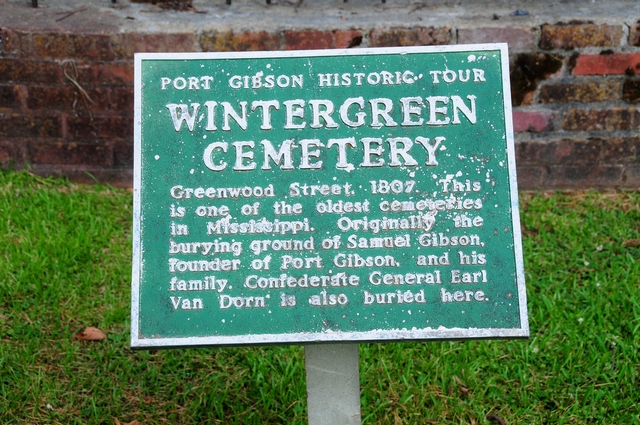 PORT GIBSON HISTORIC TOUR
WINTERGREEN
CEMETERY
Greenwood Street, 1807. This
is one of the oldest cemeteries
in Mississippi. Originally the
burying ground of Samuel Gibson,
founder of Port Gibson, and his
family. Confederate General Earl
Van Dorn is also buried here.